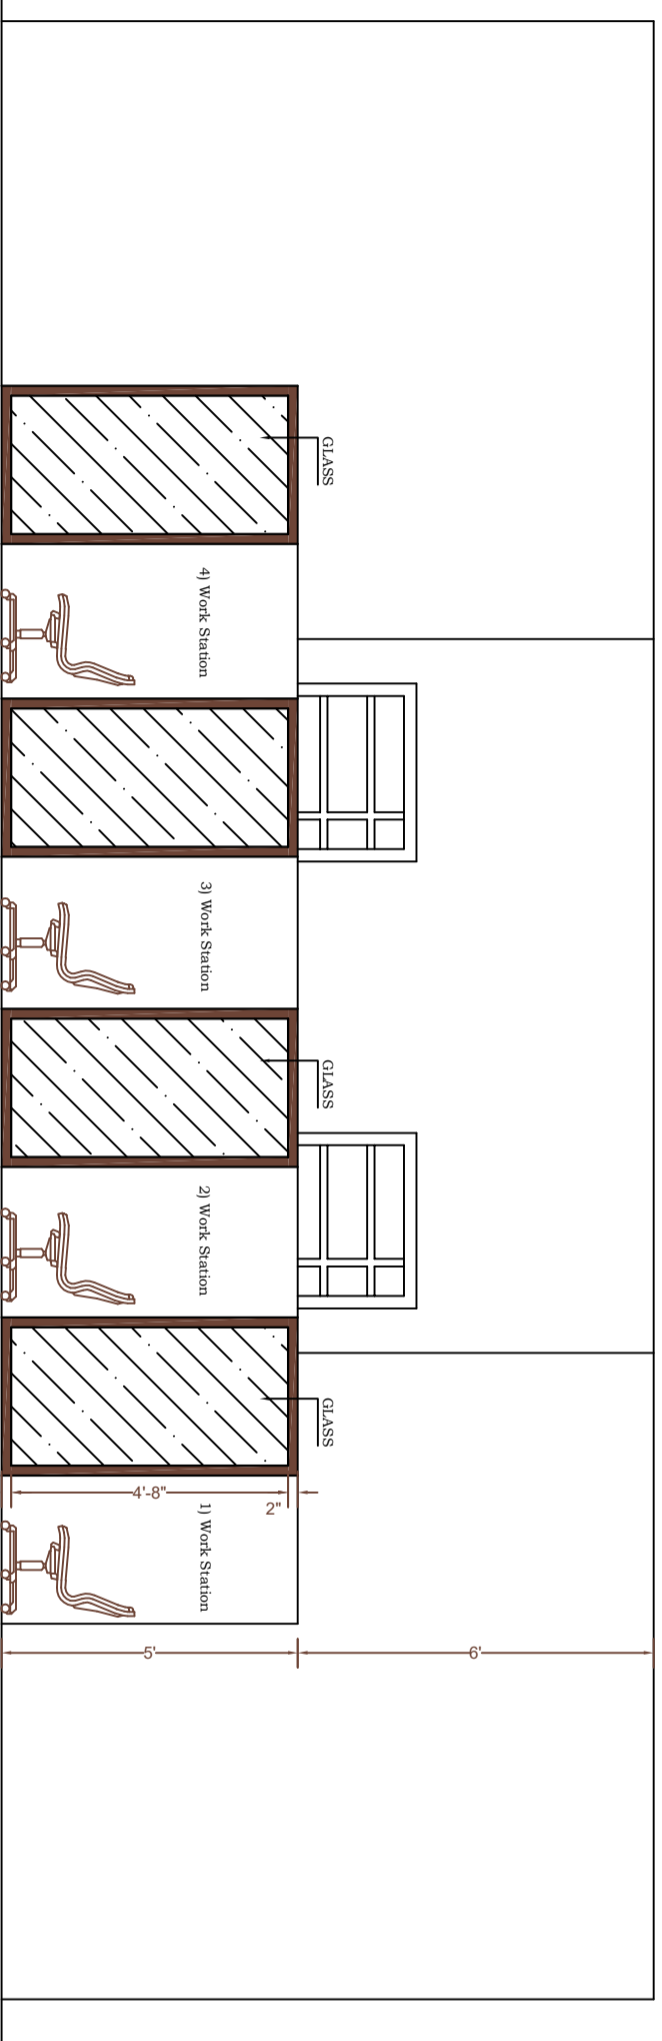 GLASS
4) Work Station
3) Work Station
GLASS
2) Work Station
GLASS
4'-8"
2"
1) Work Station
5'
6'